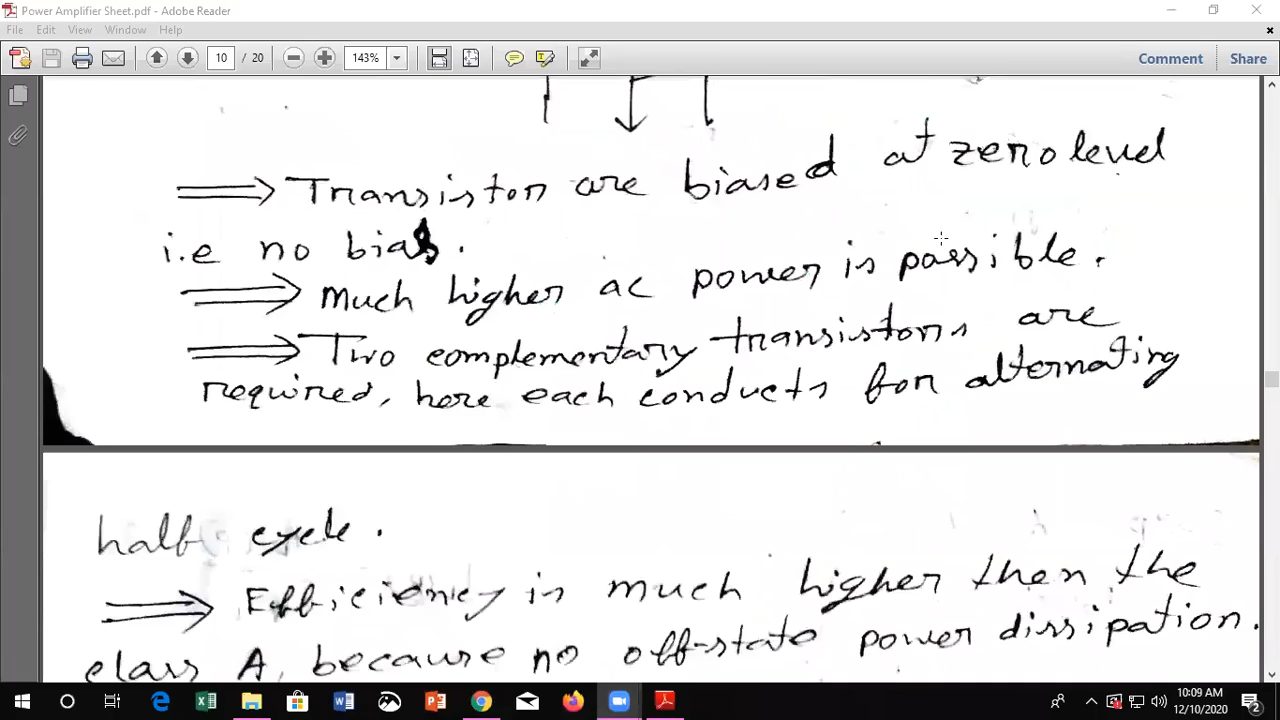 Power Amplifier Sheet.pdf - Adobe Reader
File Edit View Window Help
10 / 20 143% Comment Share
Transistor are biased at zero level
i.e no bias.
Much higher ac power is possible.
Two complementary transistors are
required, here each conducts for alternating
half cycle.
Efficiency is much higher then the
class A, because no off-state power dissipation.
10:09 AM
12/10/2020
2